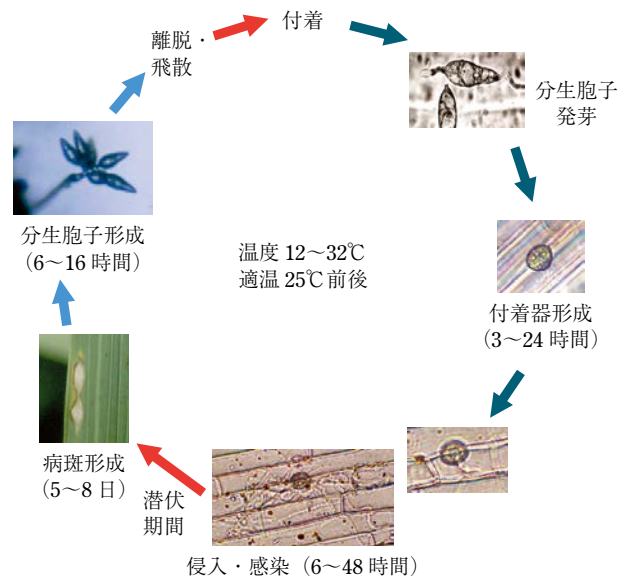 付着
離脱・
飛散
分生胞子
発芽
付着器形成
(3～24 時間)
侵入・感染 (6～48 時間)
潜伏
期間
病斑形成
(5～8 日)
分生胞子形成
(6～16 時間)
温度 12～32℃
適温 25℃前後